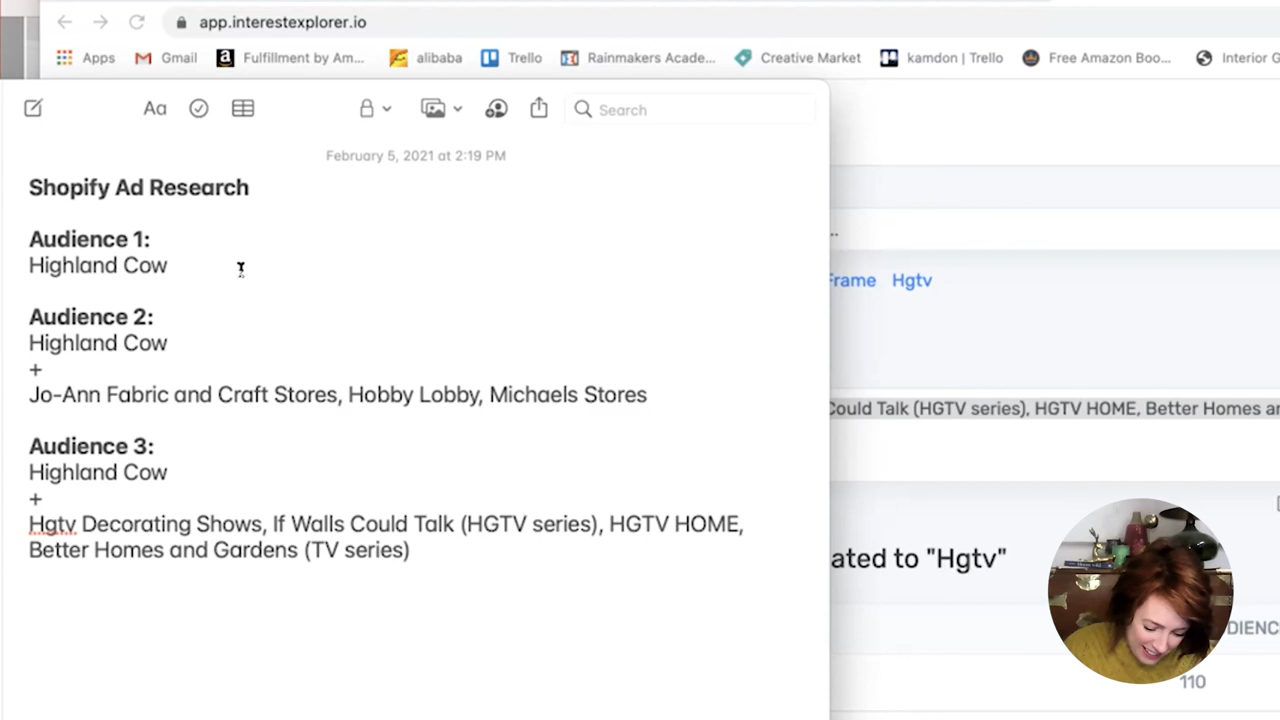 app.interestexplorer.io
Apps Gmail Fulfillment by Am... alibaba Trello Rainmakers Acade... Creative Market kamdon | Trello Free Amazon Boo... Interior
Aa Search
February 5, 2021 at 2:19 PM
Shopify Ad Research
Audience 1:
Highland Cow
Audience 2:
Highland Cow
+
Jo-Ann Fabric and Craft Stores, Hobby Lobby, Michaels Stores
Audience 3:
Highland Cow
+
Hgtv Decorating Shows, If Walls Could Talk (HGTV series), HGTV HOME,
Better Homes and Gardens (TV series)
..
Frame Hgtv
Could Talk (HGTV series), HGTV HOME, Better Homes
ated to "Hgtv"
DIENC
110